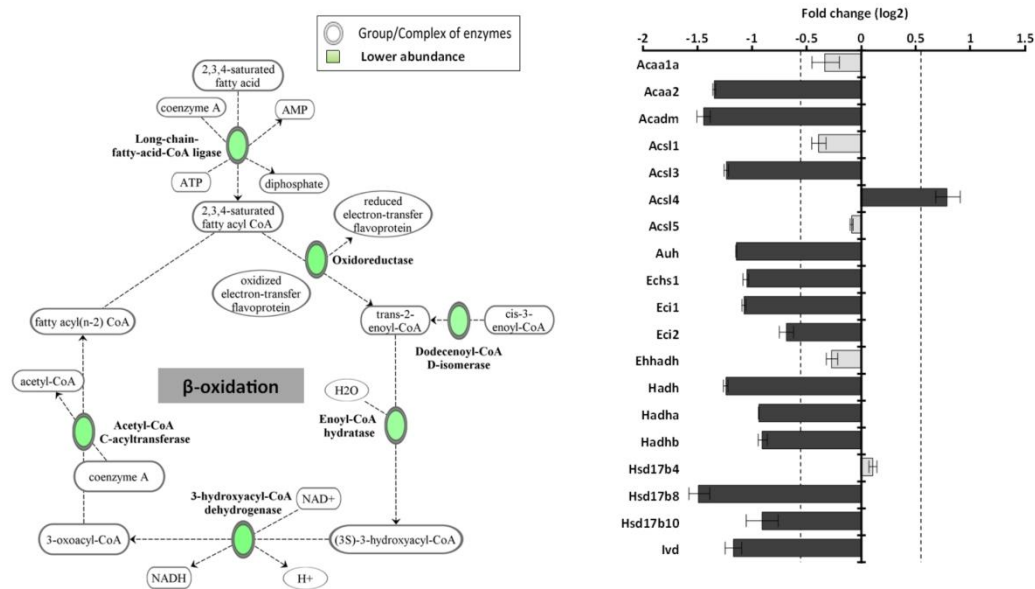 Group/Complex of enzymes
Lower abundance
2,3,4-saturated
fatty acid
coenzyme A
AMP
Long-chain-
fatty-acid-CoA ligase
ATP
diphosphate
2,3,4-saturated
fatty acyl CoA
reduced
electron-transfer
flavoprotein
Oxidoreductase
oxidized
electron-transfer
flavoprotein
fatty acyl(n-2) CoA
trans-2-
enoyl-CoA
cis-3-
enoyl-CoA
Dodecenoyl-CoA
D-isomerase
acetyl-CoA
β-oxidation
H2O
Acetyl-CoA
C-acyltransferase
Enoyl-CoA
hydratase
coenzyme A
3-hydroxyacyl-CoA
dehydrogenase
NAD+
3-oxoacyl-CoA
(3S)-3-hydroxyacyl-CoA
NADH
H+
Fold change (log2)
-2 -1.5 -1 -0.5 0 0.5 1 1.5
Acaa1a
Acaa2
Acadm
Acsl1
Acsl3
Acsl4
Acsl5
Auh
Echs1
Eci1
Eci2
Ehhadh
Hadh
Hadha
Hadhb
Hsd17b4
Hsd17b8
Hsd17b10
Ivd